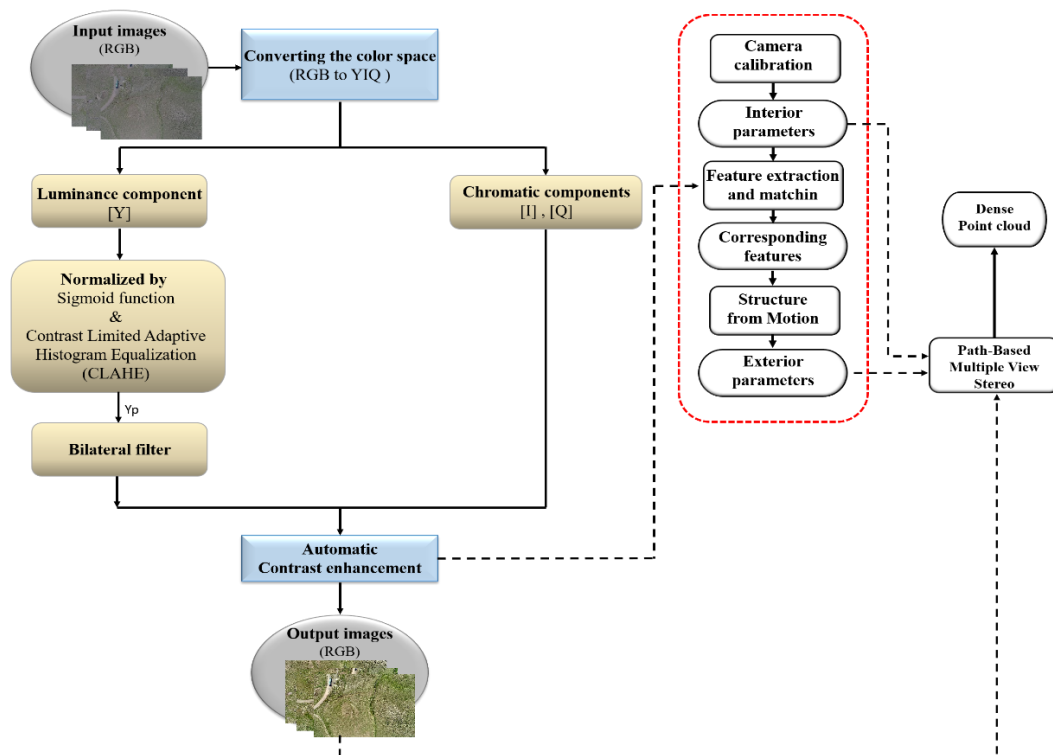 Input images
(RGB)
Converting the color space
(RGB to YIQ )
Luminance component
[Y]
Chromatic components
[I] , [Q]
Normalized by
Sigmoid function
&
Contrast Limited Adaptive
Histogram Equalization
(CLAHE)
Yp
Bilateral filter
Automatic
Contrast enhancement
Output images
(RGB)
Camera
calibration
Interior
parameters
Feature extraction
and matchin
Corresponding
features
Structure
from Motion
Exterior
parameters
Dense
Point cloud
Path-Based
Multiple View
Stereo